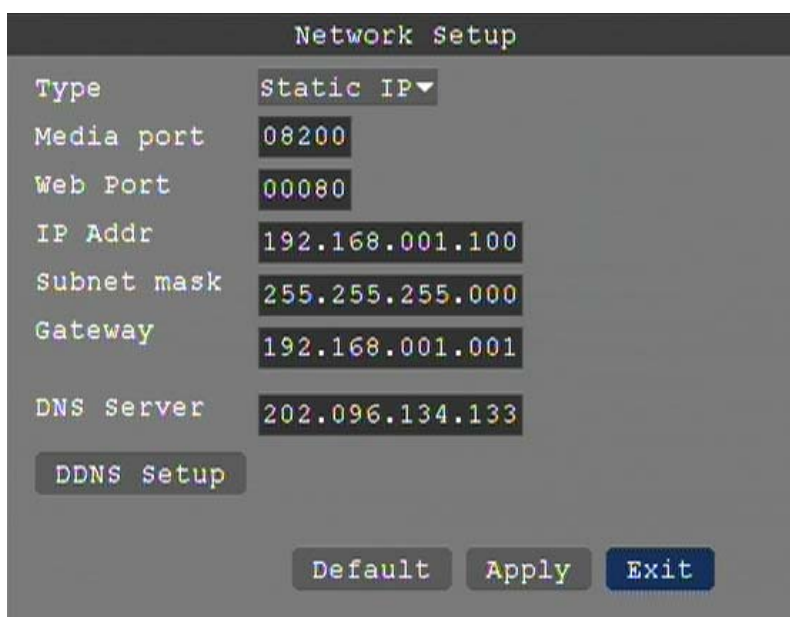 Network Setup
Type Static IP
Media port 08200
Web Port 00080
IP Addr 192.168.001.100
Subnet mask 255.255.255.000
Gateway 192.168.001.001
DNS Server 202.096.134.133
DDNS Setup
Default Apply Exit